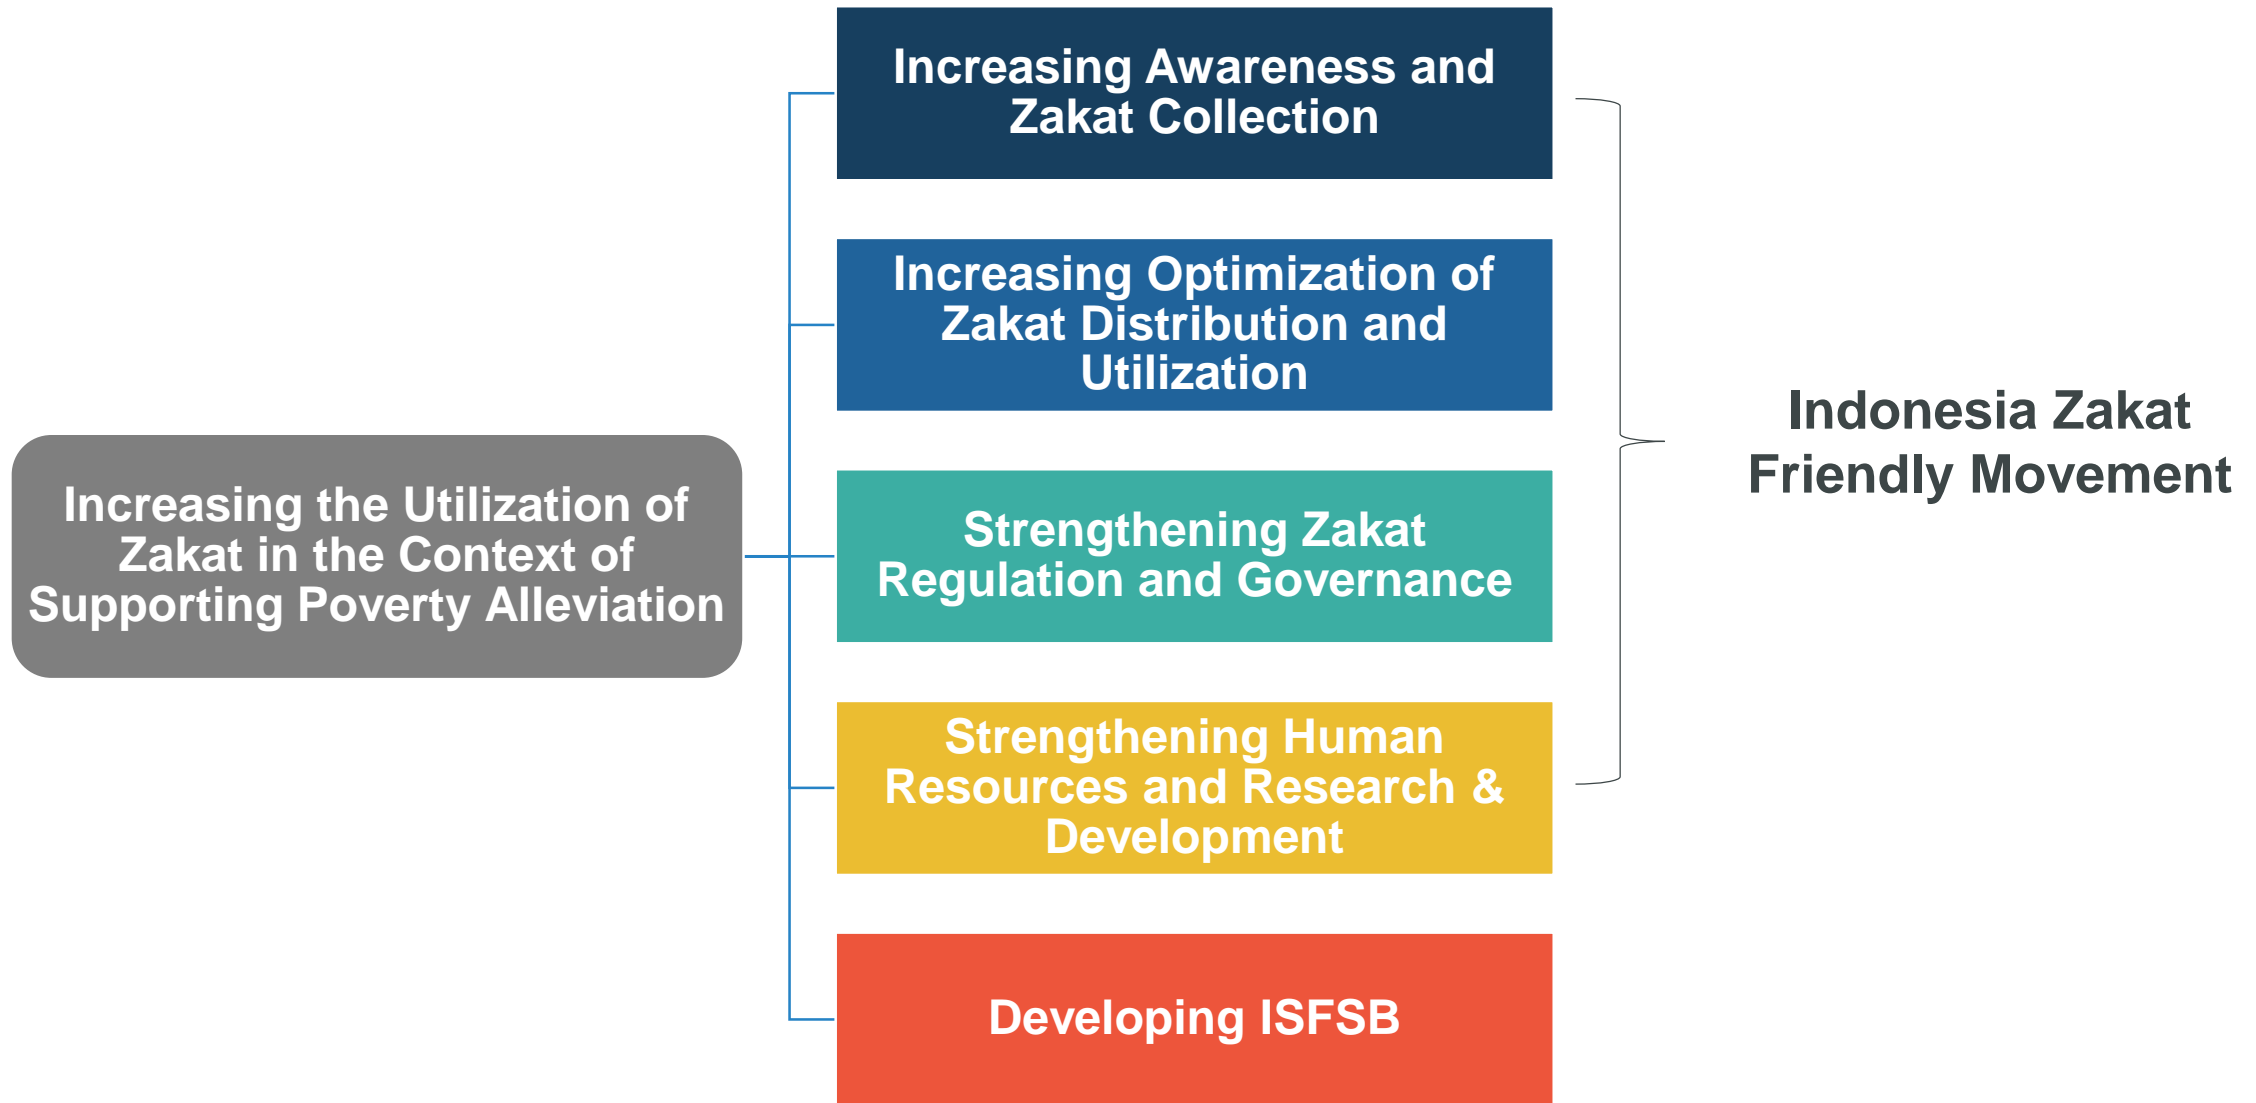 Increasing Awareness and
Zakat Collection
Increasing Optimization of
Zakat Distribution and
Utilization
Indonesia Zakat
Friendly Movement
Increasing the Utilization of
Zakat in the Context of
Supporting Poverty Alleviation
Strengthening Zakat
Regulation and Governance
Strengthening Human
Resources and Research &
Development
Developing ISFSB